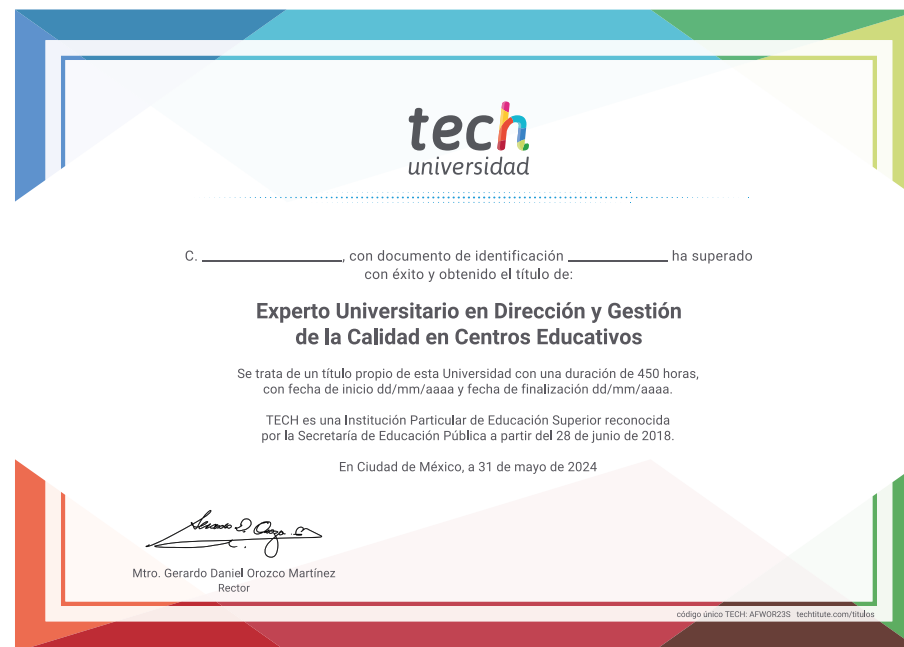 tech
universidad
C. ____________________, con documento de identificación ______________ ha superado
con éxito y obtenido el título de:
Experto Universitario en Dirección y Gestión
de la Calidad en Centros Educativos
Se trata de un título propio de esta Universidad con una duración de 450 horas,
con fecha de inicio dd/mm/aaaa y fecha de finalización dd/mm/aaaa.
TECH es una Institución Particular de Educación Superior reconocida
por la Secretaría de Educación Pública a partir del 28 de junio de 2018.
En Ciudad de México, a 31 de mayo de 2024
Mtro. Gerardo Daniel Orozco Martínez
Rector
código único TECH: AFWOR23S techtitute.com/titulos